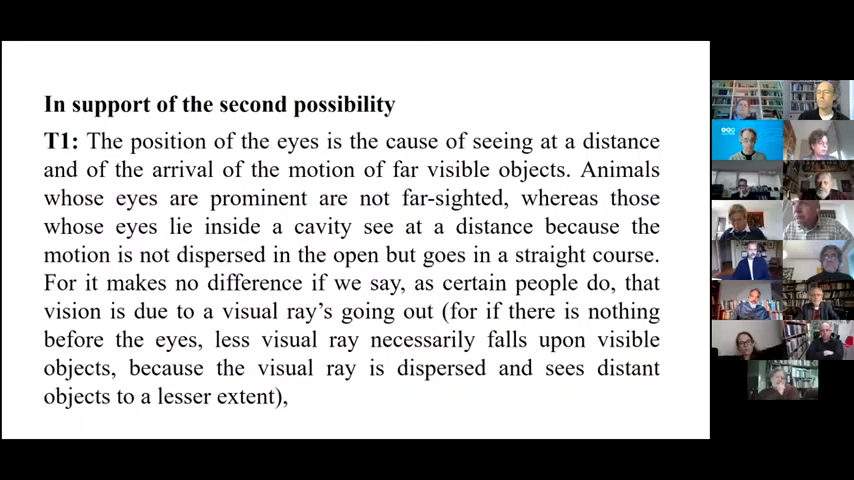 In support of the second possibility
T1: The position of the eyes is the cause of seeing at a distance
and of the arrival of the motion of far visible objects. Animals
whose eyes are prominent are not far-sighted, whereas those
whose eyes lie inside a cavity see at a distance because the
motion is not dispersed in the open but goes in a straight course.
For it makes no difference if we say, as certain people do, that
vision is due to a visual ray’s going out (for if there is nothing
before the eyes, less visual ray necessarily falls upon visible
objects, because the visual ray is dispersed and sees distant
objects to a lesser extent),